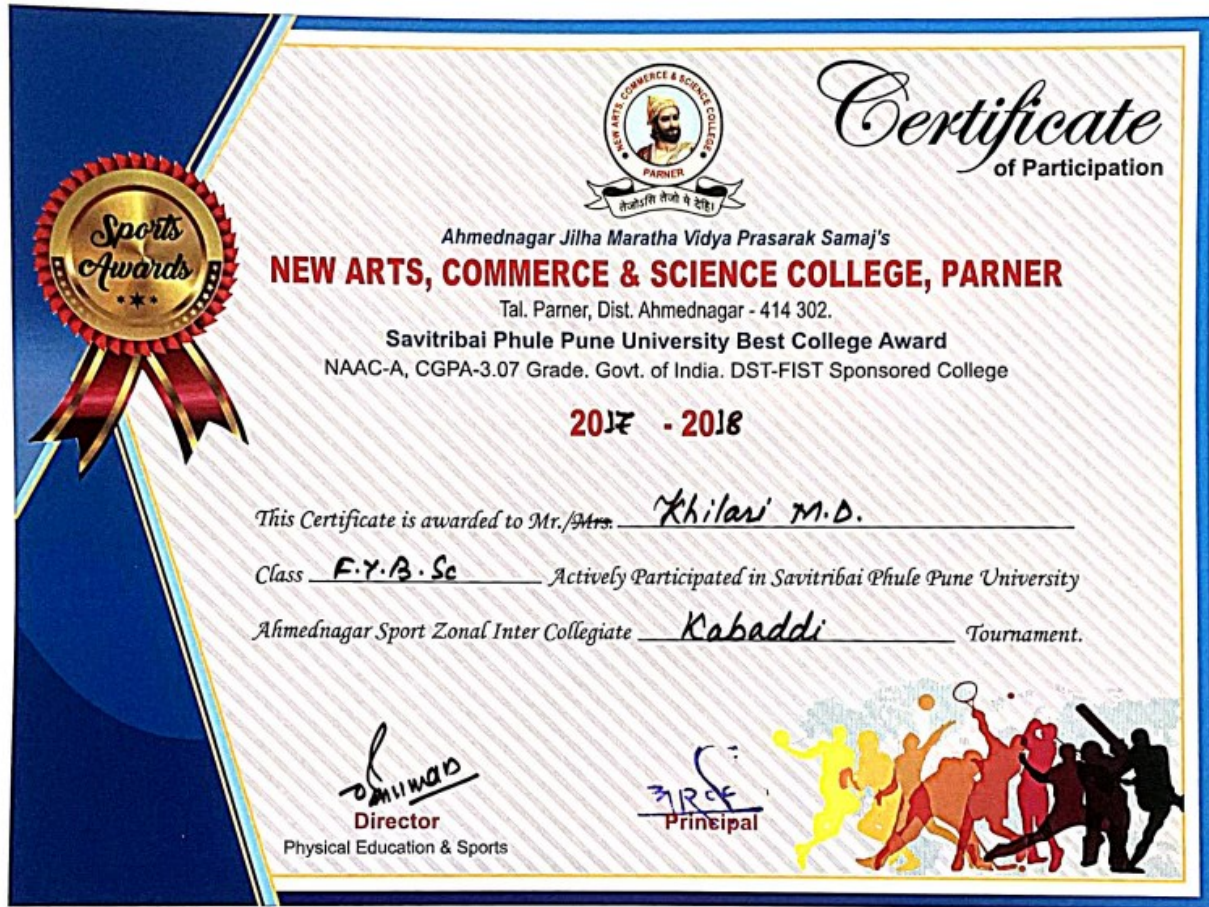 NEW ARTS, COMMERCE & SCIENCE COLLEGE
PARNER
तेजोऽसि तेजो मे देहि।
Certificate
of Participation
Sports
Awards
Ahmednagar Jilha Maratha Vidya Prasarak Samaj's
NEW ARTS, COMMERCE & SCIENCE COLLEGE, PARNER
Tal. Parner, Dist. Ahmednagar - 414 302.
Savitribai Phule Pune University Best College Award
NAAC-A, CGPA-3.07 Grade. Govt. of India. DST-FIST Sponsored College
2017 - 2018
This Certificate is awarded to Mr./Mrs. Khilari M.D.
Class F.Y.B.Sc Actively Participated in Savitribai Phule Pune University
Ahmednagar Sport Zonal Inter Collegiate Kabaddi Tournament.
Director
Physical Education & Sports
Principal